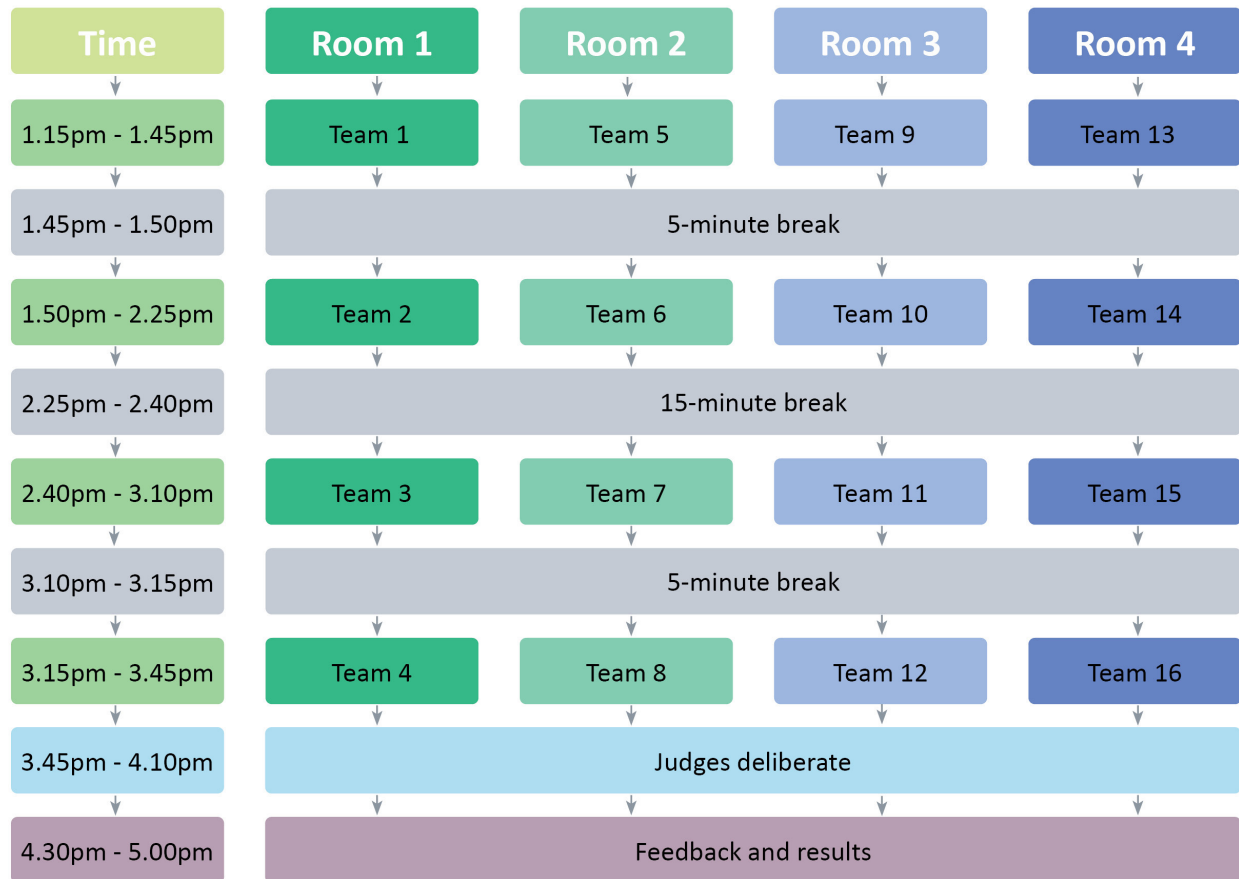 Time Room 1 Room 2 Room 3 Room 4
1.15pm - 1.45pm Team 1 Team 5 Team 9 Team 13
1.45pm - 1.50pm 5-minute break
1.50pm - 2.25pm Team 2 Team 6 Team 10 Team 14
2.25pm - 2.40pm 15-minute break
2.40pm - 3.10pm Team 3 Team 7 Team 11 Team 15
3.10pm - 3.15pm 5-minute break
3.15pm - 3.45pm Team 4 Team 8 Team 12 Team 16
3.45pm - 4.10pm Judges deliberate
4.30pm - 5.00pm Feedback and results